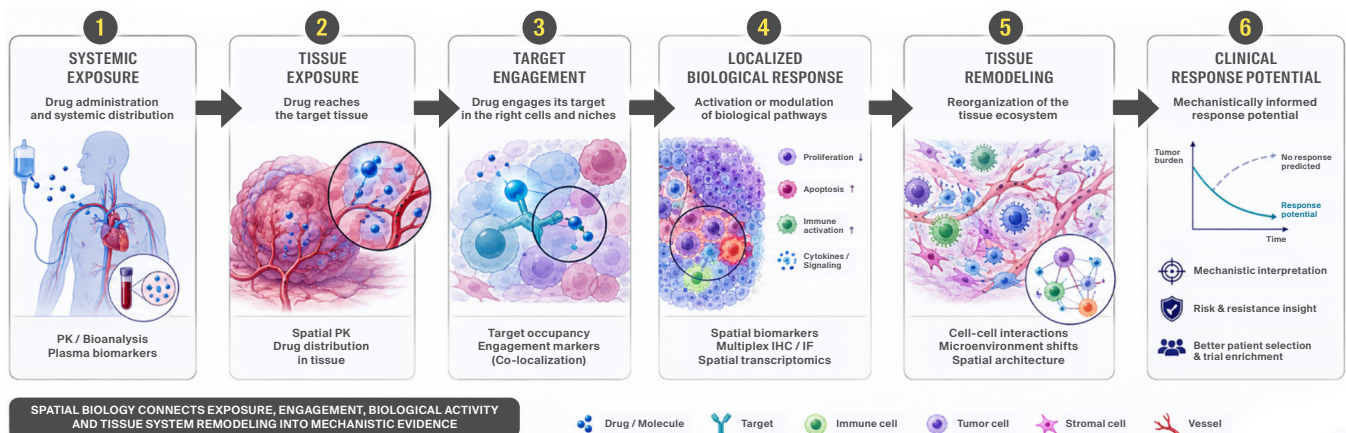 1
SYSTEMIC
EXPOSURE
Drug administration
and systemic distribution
PK / Bioanalysis
Plasma biomarkers
2
TISSUE
EXPOSURE
Drug reaches
the target tissue
Spatial PK
Drug distribution
in tissue
3
TARGET
ENGAGEMENT
Drug engages its target
in the right cells and niches
Target occupancy
Engagement markers
(Co-localization)
4
LOCALIZED
BIOLOGICAL RESPONSE
Activation or modulation
of biological pathways
Proliferation ↓
Apoptosis ↑
Immune
activation ↑
Cytokines /
Signaling
Spatial biomarkers
Multiplex IHC / IF
Spatial transcriptomics
5
TISSUE
REMODELING
Reorganization of the
tissue ecosystem
Cell-cell interactions
Microenvironment shifts
Spatial architecture
6
CLINICAL
RESPONSE POTENTIAL
Mechanistically informed
response potential
Tumor
burden
No response
predicted
Response
potential
Time
Mechanistic interpretation
Risk & resistance insight
Better patient selection
& trial enrichment
SPATIAL BIOLOGY CONNECTS EXPOSURE, ENGAGEMENT, BIOLOGICAL ACTIVITY
AND TISSUE SYSTEM REMODELING INTO MECHANISTIC EVIDENCE
Drug / Molecule
Target
Immune cell
Tumor cell
Stromal cell
Vessel